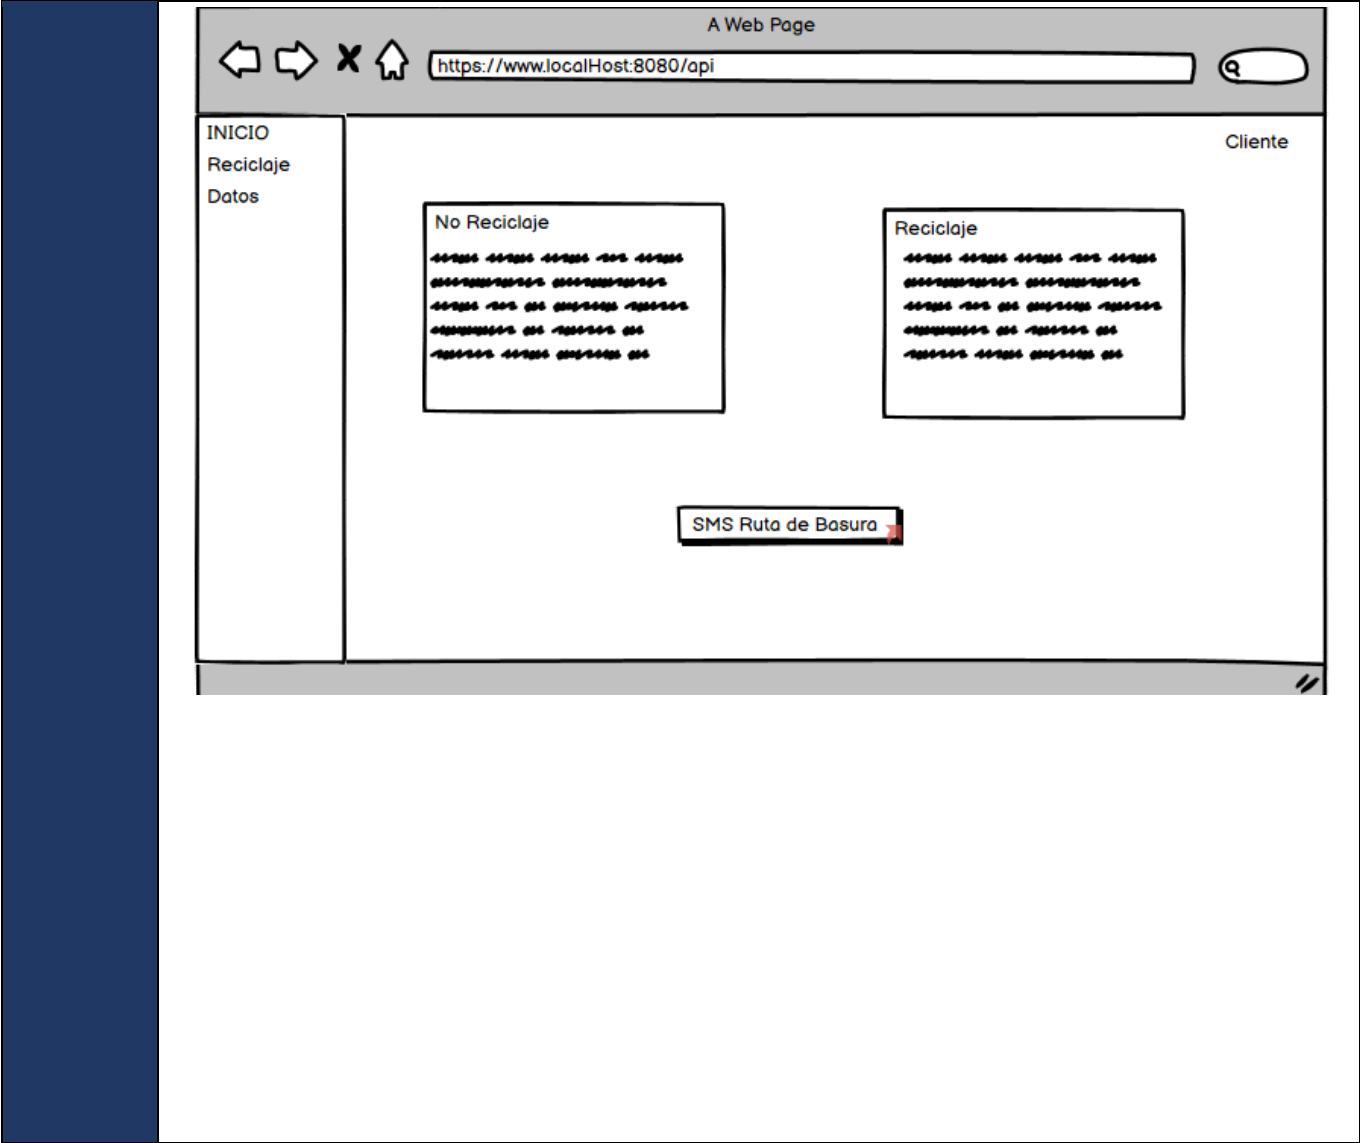 A Web Page
https://www.localHost:8080/api
INICIO
Reciclaje
Datos
Cliente
No Reciclaje
Reciclaje
SMS Ruta de Basura